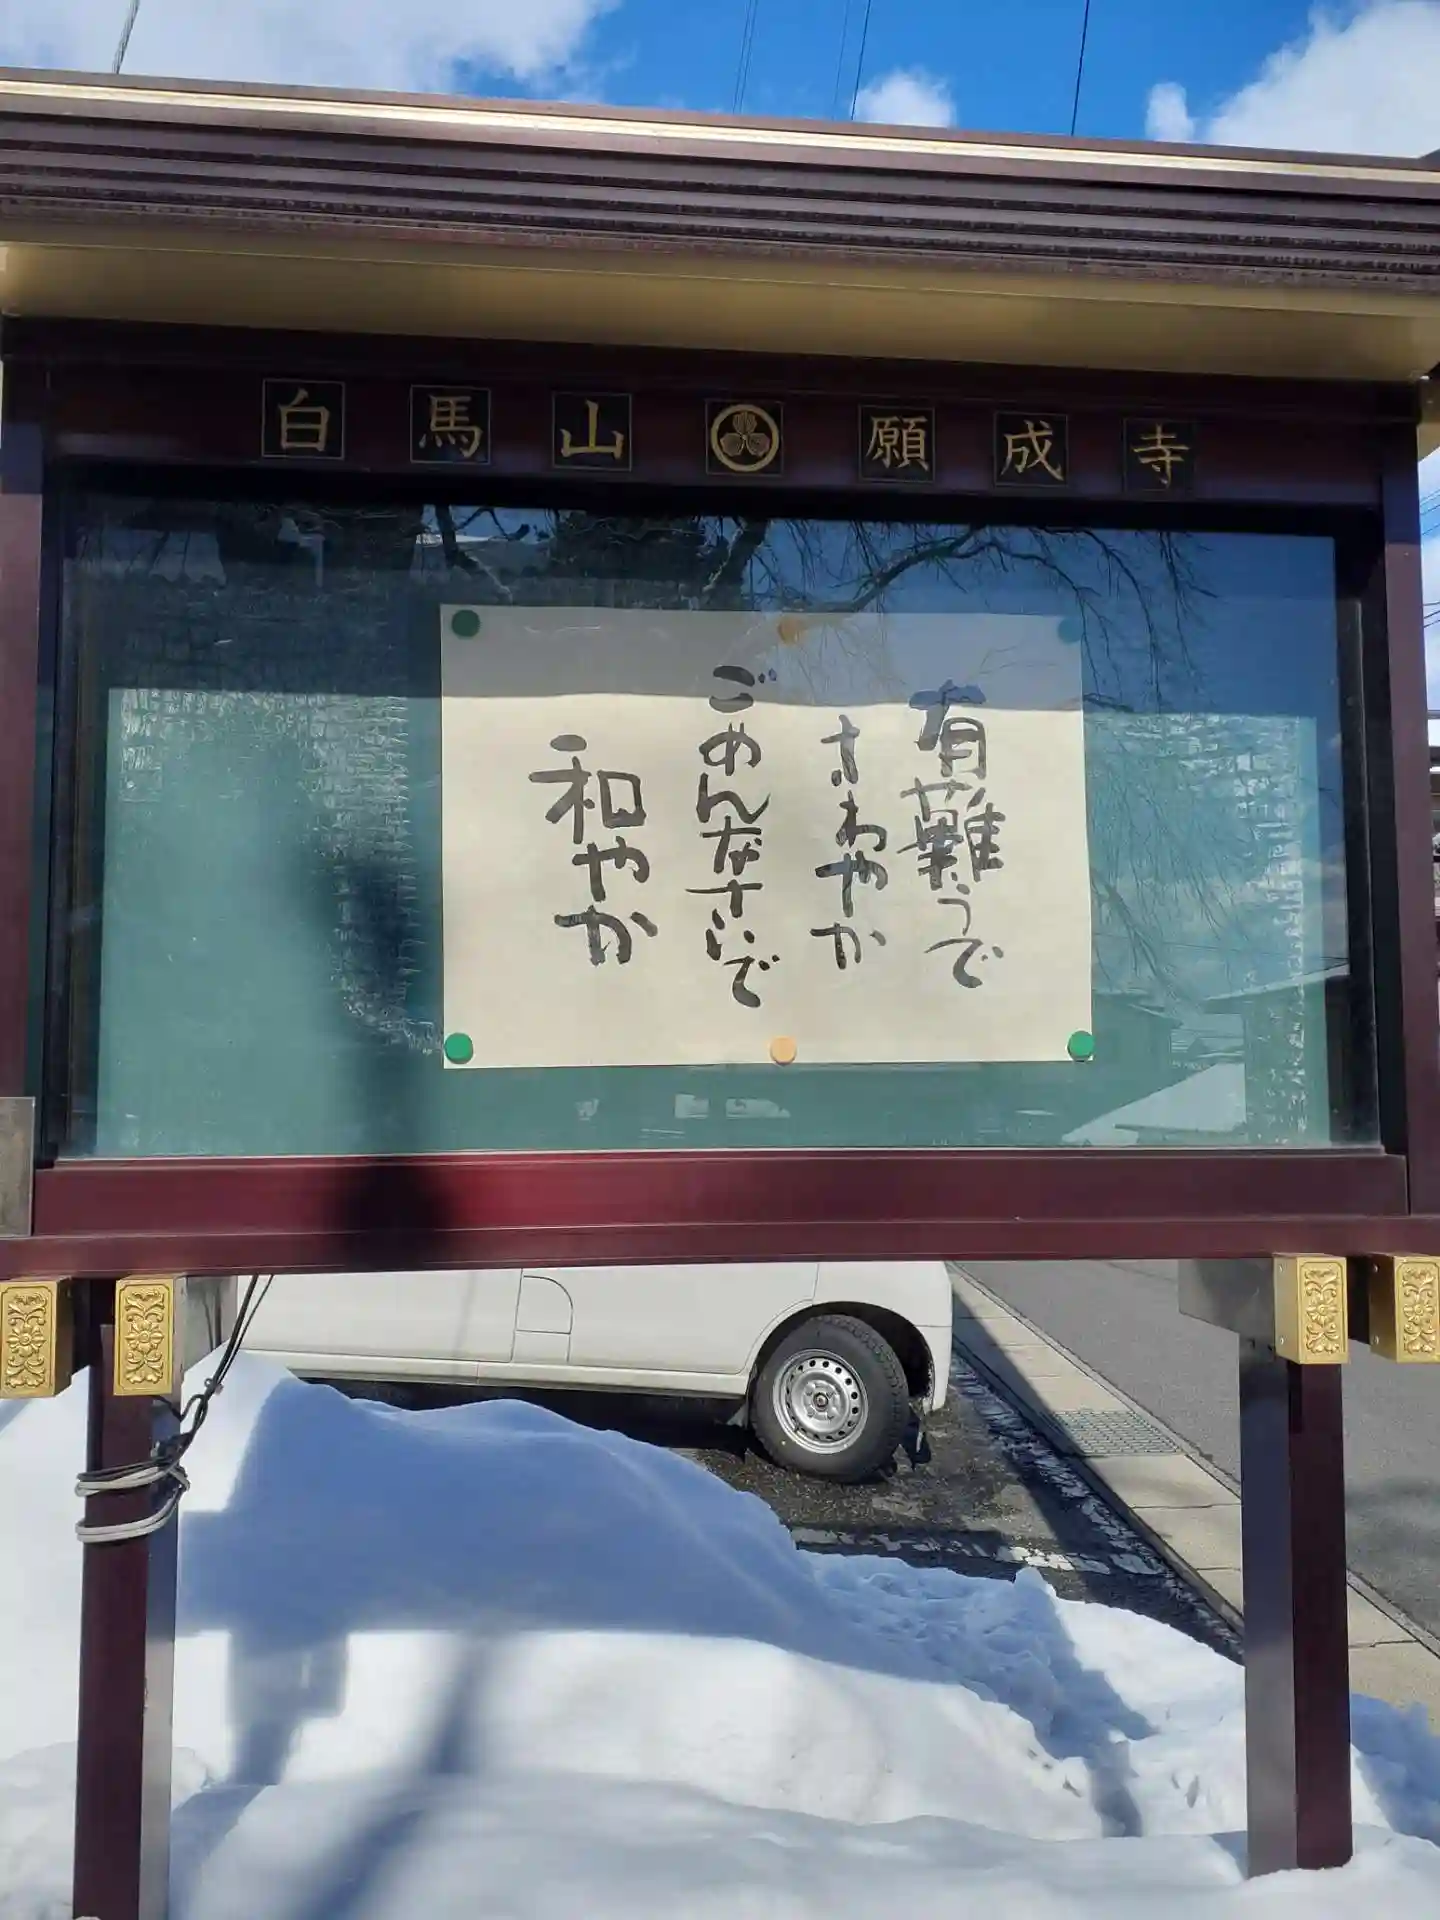 白馬山 願成寺
有難うで
さわやか
ごめんなさいで
和やか